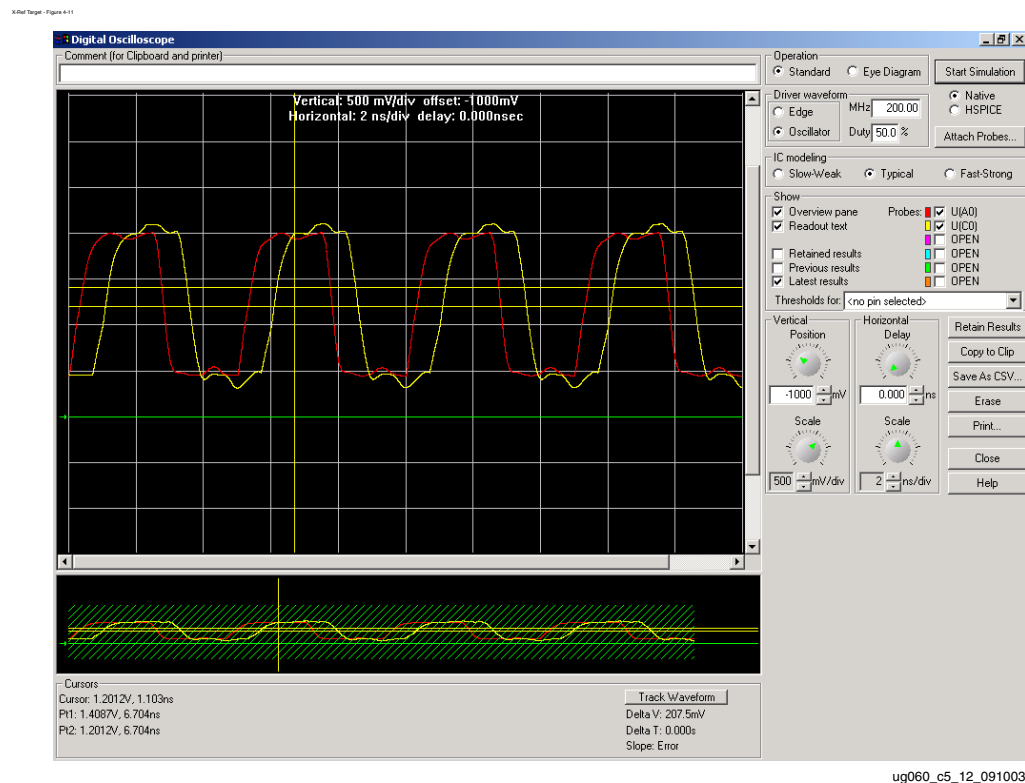 X-Ref Target - Figure 4-11
Digital Oscilloscope
Comment (for Clipboard and printer)
Vertical: 500 mV/div offset: -1000mV
Horizontal: 2 ns/div delay: 0.000nsec
Operation
Standard Eye Diagram
Start Simulation
Driver waveform
Edge
MHz 200.00
Oscillator
Duty 50.0 %
Native
HSPICE
Attach Probes...
IC modeling
Slow-Weak Typical Fast-Strong
Show
Overview pane Probes: U(A0)
Readout text U(C0)
OPEN
Retained results OPEN
Previous results OPEN
Latest results OPEN
Thresholds for: <no pin selected>
Vertical
Position
-1000 mV
Scale
500 mV/div
Horizontal
Delay
0.000 ns
Scale
2 ns/div
Retain Results
Copy to Clip
Save As CSV...
Erase
Print...
Close
Help
Cursors
Cursor: 1.2012V, 1.103ns
Pt1: 1.4087V, 6.704ns
Pt2: 1.2012V, 6.704ns
Track Waveform
Delta V: 207.5mV
Delta T: 0.000s
Slope: Error
ug060_c5_12_091003